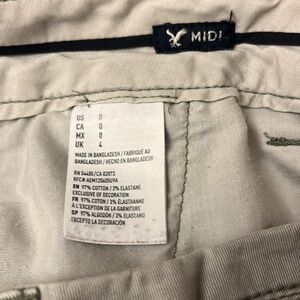 MIDI
US 0
CA 0
MX 0
UK 4
MADE IN BANGLADESH / FABRIQUÉ AU
BANGLADESH / HECHO EN BANGLADESH
RN 54485/CA 02873
RFC# AEM1206050U9A
EN 97% COTTON / 3% ELASTANE
EXCLUSIVE OF DECORATION
FR 97% COTON / 3% ÉLASTHANNE
À L'EXCEPTION DE LA GARNITURE
SP 97% ALGODÓN / 3% ELASTANO
EXCEPTO LA DECORACIÓN